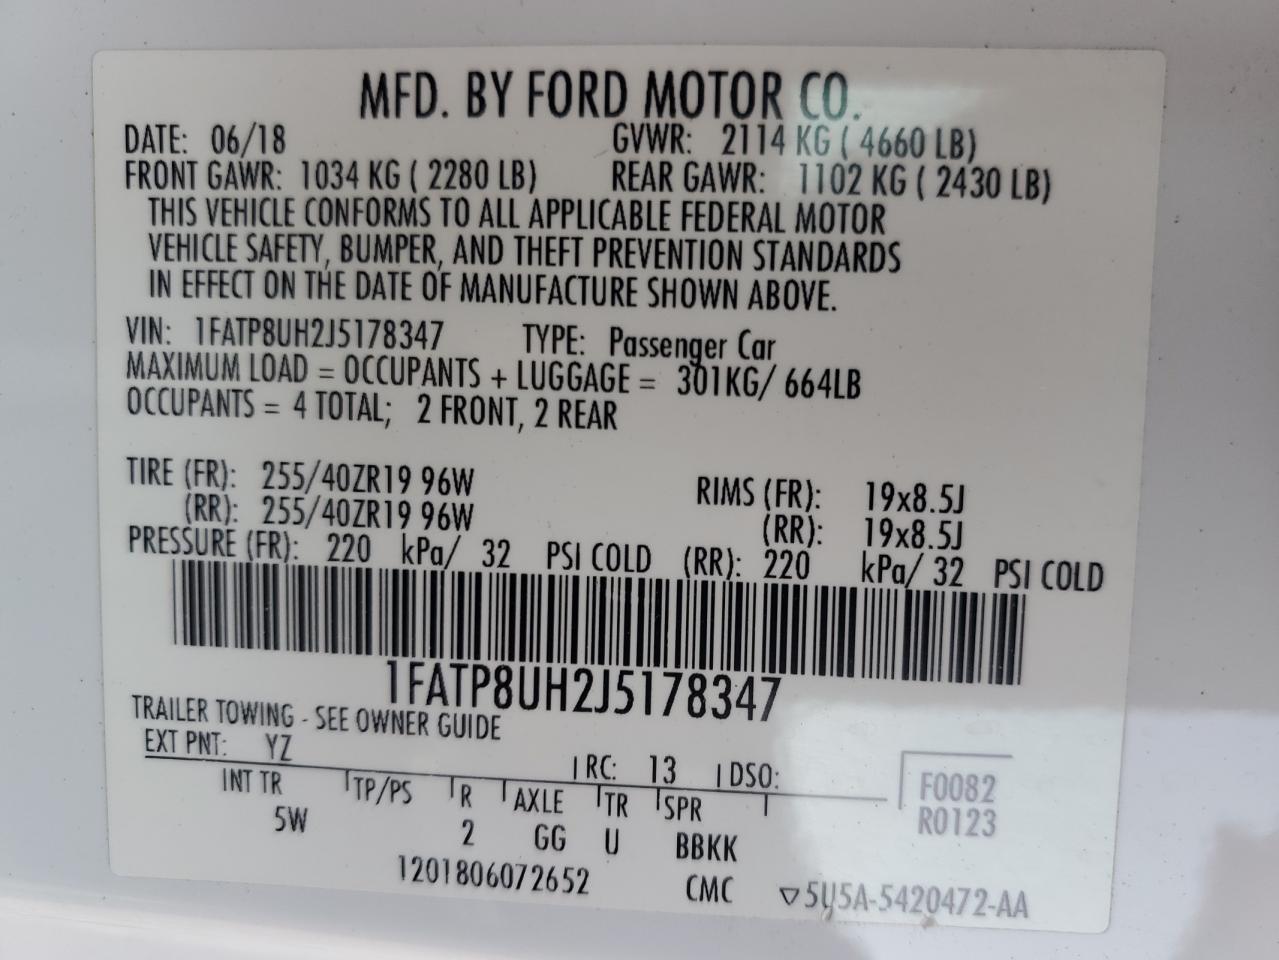 MFD. BY FORD MOTOR CO.
DATE: 06/18 GVWR: 2114 KG ( 4660 LB)
FRONT GAWR: 1034 KG ( 2280 LB) REAR GAWR: 1102 KG ( 2430 LB)
THIS VEHICLE CONFORMS TO ALL APPLICABLE FEDERAL MOTOR
VEHICLE SAFETY, BUMPER, AND THEFT PREVENTION STANDARDS
IN EFFECT ON THE DATE OF MANUFACTURE SHOWN ABOVE.
VIN: 1FATP8UH2J5178347 TYPE: Passenger Car
MAXIMUM LOAD = OCCUPANTS + LUGGAGE = 301KG/ 664LB
OCCUPANTS = 4 TOTAL; 2 FRONT, 2 REAR
TIRE (FR): 255/40ZR19 96W RIMS (FR): 19x8.5J
(RR): 255/40ZR19 96W (RR): 19x8.5J
PRESSURE (FR): 220 kPa/ 32 PSI COLD (RR): 220 kPa/ 32 PSI COLD
1FATP8UH2J5178347
TRAILER TOWING - SEE OWNER GUIDE
EXT PNT: YZ RC: 13 DSO:
INT TR TP/PS R AXLE TR SPR F0082
5W 2 GG U BBKK R0123
1201806072652 CMC ▽5U5A-5420472-AA